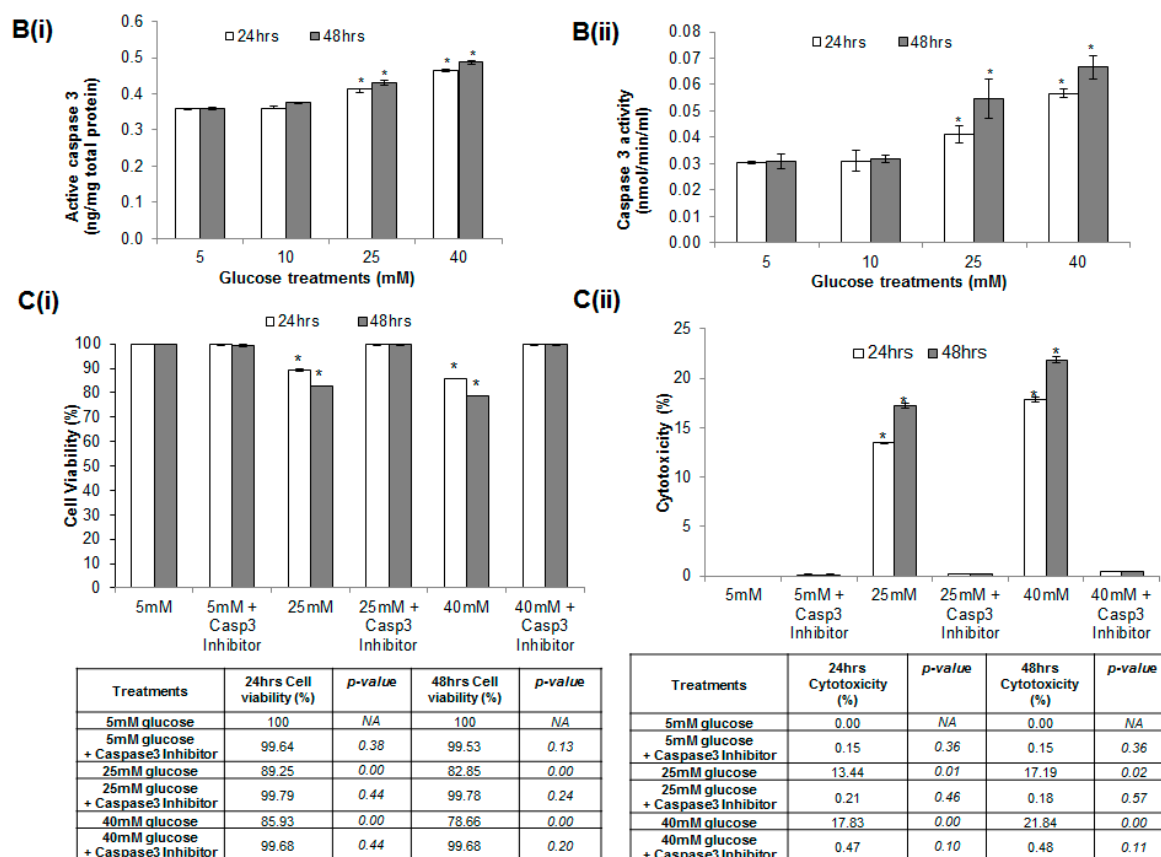 B(i)
Active caspase 3
(ng/mg total protein)
0.6
0.5
0.4
0.3
0.2
0.1
0.0
24hrs 48hrs
* * * *
5 10 25 40
Glucose treatments (mM)
B(ii)
Caspase 3 activity
(nmol/min/ml)
0.08
0.07
0.06
0.05
0.04
0.03
0.02
0.01
0.00
24hrs 48hrs
* * * *
5 10 25 40
Glucose treatments (mM)
C(i)
24hrs 48hrs
Cell Viability (%)
100
90
80
70
60
50
40
30
20
10
0
* * * *
5mM 5mM + 25mM 25mM + 40mM 40mM +
Casp3 Casp3 Casp3
Inhibitor Inhibitor Inhibitor
Treatments 24hrs Cell viability (%) p-value 48hrs Cell viability (%) p-value
5mM glucose 100 NA 100 NA
5mM glucose + Caspase3 Inhibitor 99.64 0.38 99.53 0.13
25mM glucose 89.25 0.00 82.85 0.00
25mM glucose + Caspase3 Inhibitor 99.79 0.44 99.78 0.24
40mM glucose 85.93 0.00 78.66 0.00
40mM glucose + Caspase3 Inhibitor 99.68 0.44 99.68 0.20
C(ii)
24hrs 48hrs
Cytotoxicity (%)
25
20
15
10
5
0
* * * *
5mM 5mM + 25mM 25mM + 40mM 40mM +
Casp3 Casp3 Casp3
Inhibitor Inhibitor Inhibitor
Treatments 24hrs Cytotoxicity (%) p-value 48hrs Cytotoxicity (%) p-value
5mM glucose 0.00 NA 0.00 NA
5mM glucose + Caspase3 Inhibitor 0.15 0.36 0.15 0.36
25mM glucose 13.44 0.01 17.19 0.02
25mM glucose + Caspase3 Inhibitor 0.21 0.46 0.18 0.57
40mM glucose 17.83 0.00 21.84 0.00
40mM glucose + Caspase3 Inhibitor 0.47 0.10 0.48 0.11